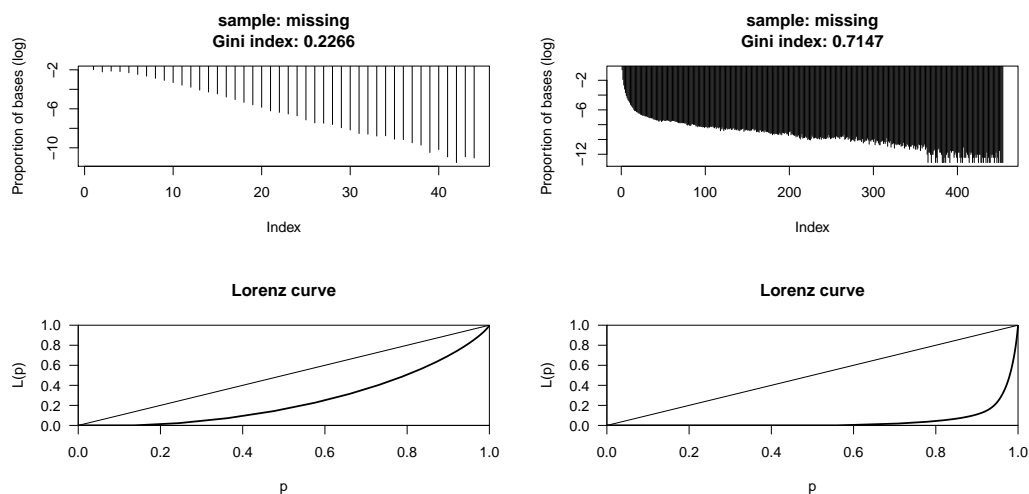 sample: missing
Gini index: 0.2266
Proportion of bases (log)
-2
-6
-10
0 10 20 30 40
Index
sample: missing
Gini index: 0.7147
Proportion of bases (log)
-2
-6
-12
0 100 200 300 400
Index
Lorenz curve
L(p)
1.0
0.8
0.6
0.4
0.2
0.0
0.0 0.2 0.4 0.6 0.8 1.0
p
Lorenz curve
L(p)
1.0
0.8
0.6
0.4
0.2
0.0
0.0 0.2 0.4 0.6 0.8 1.0
p